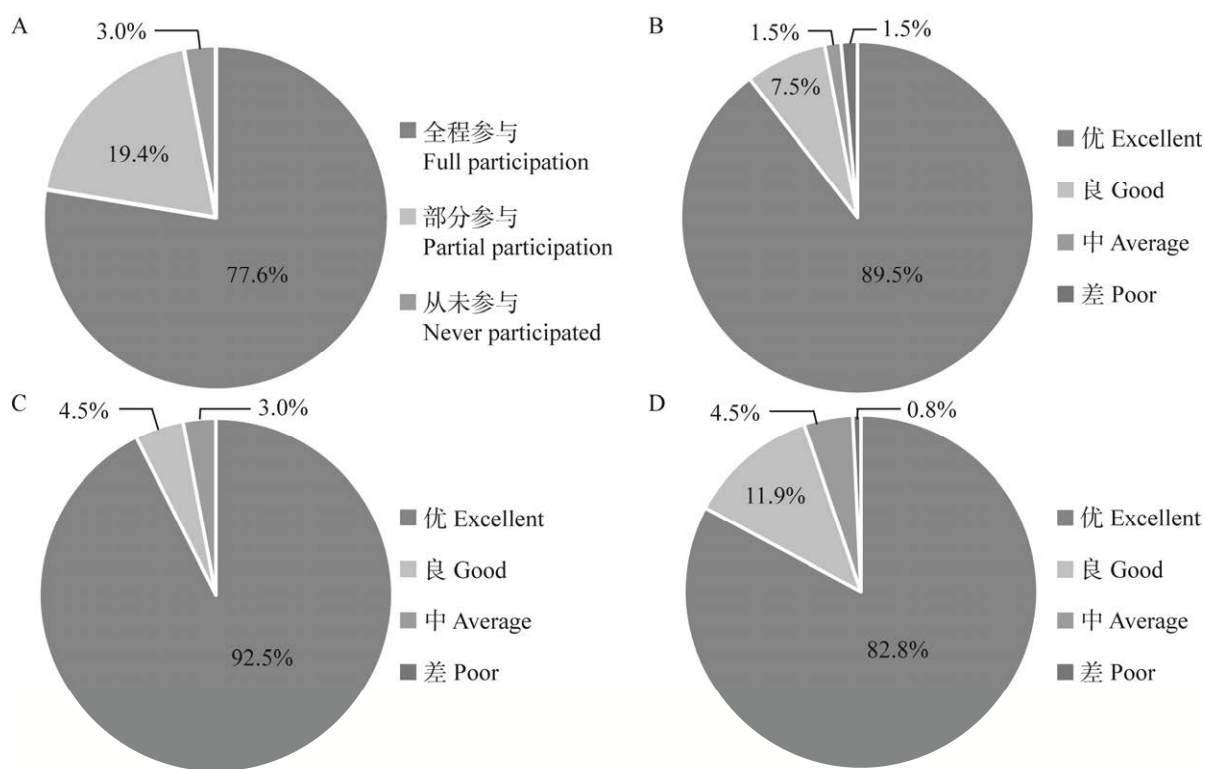 A
3.0%
19.4%
77.6%
全程参与
Full participation
部分参与
Partial participation
从未参与
Never participated
B
1.5%
1.5%
7.5%
89.5%
优 Excellent
良 Good
中 Average
差 Poor
C
4.5%
3.0%
92.5%
优 Excellent
良 Good
中 Average
差 Poor
D
4.5%
0.8%
11.9%
82.8%
优 Excellent
良 Good
中 Average
差 Poor